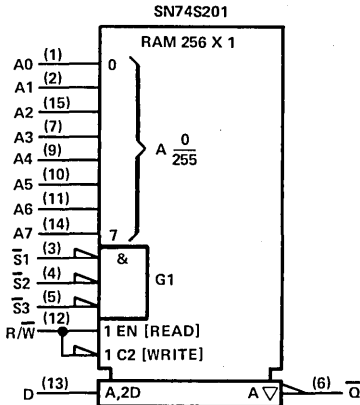 SN74S201
RAM 256 X 1
A0 (1) 0
A1 (2)
A2 (15)
A3 (7)
A4 (9)
A5 (10)
A6 (11)
A7 (14) 7
A 0/255
S̅1 (3) &
S̅2 (4) G1
S̅3 (5)
R/W̅ (12) 1 EN [READ]
1 C2 [WRITE]
D (13) A,2D A ▽ (6) Q̅